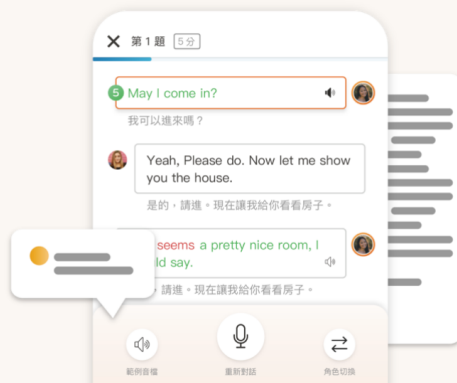 第 1 題 5 分
5 May I come in?
我可以進來嗎？
Yeah, Please do. Now let me show
you the house.
是的，請進。現在讓我給你看看房子。
seems a pretty nice room, I
say.
請進。現在讓我給你看看房子。
範例音檔 重新對話 角色切換